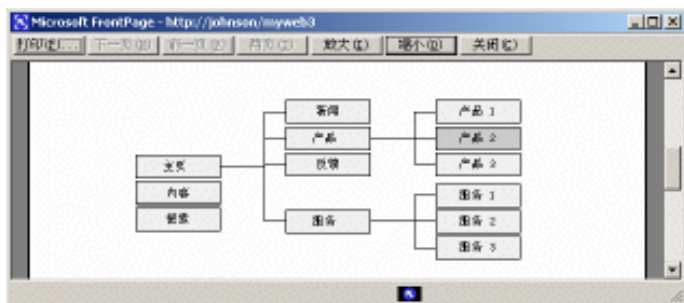 Microsoft FrontPage - http://johnson/myweb3
打印(P)... 下一页(N) 前一页(P) 两页(T) 放大(I) 缩小(O) 关闭(C)
新闻 产品 1
产品 产品 2
主页 反馈 产品 3
内容 服务 1
搜索 服务 服务 2
服务 3